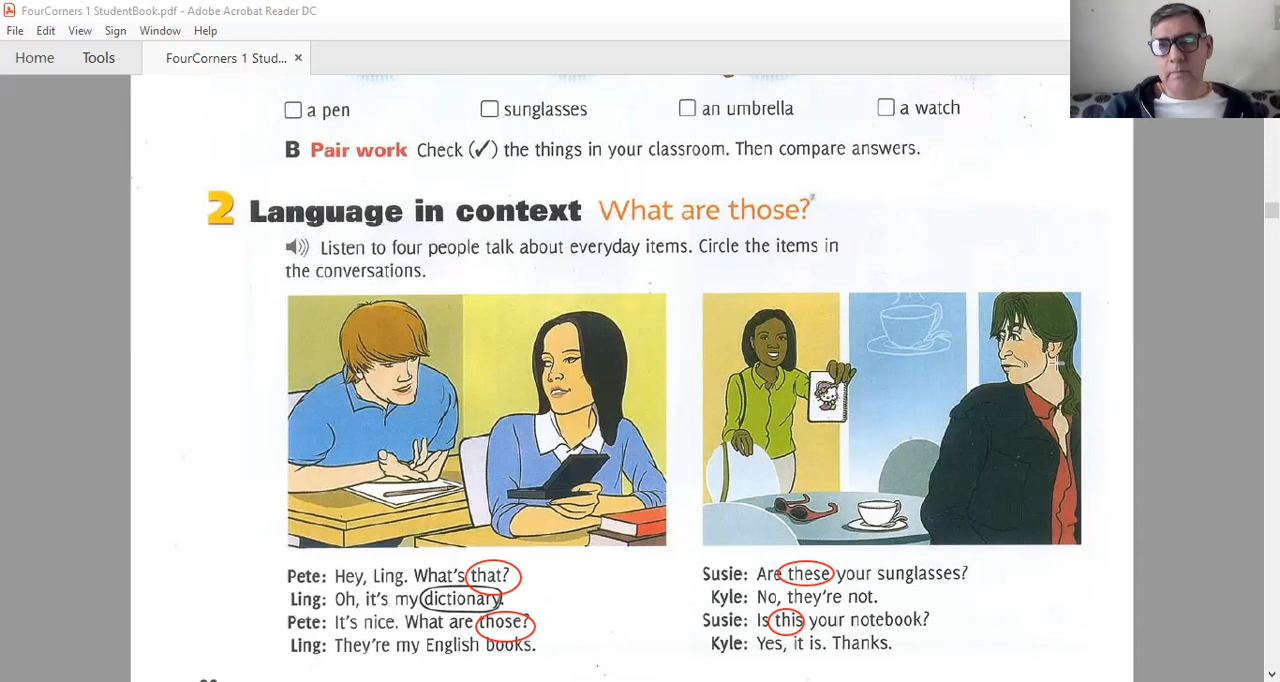 FourCorners 1 StudentBook.pdf - Adobe Acrobat Reader DC
File Edit View Sign Window Help
Home Tools FourCorners 1 Stud... ×
a pen sunglasses an umbrella a watch
B Pair work Check (✓) the things in your classroom. Then compare answers.
2 Language in context What are those?
Listen to four people talk about everyday items. Circle the items in
the conversations.
Pete: Hey, Ling. What's that?
Ling: Oh, it's my dictionary.
Pete: It's nice. What are those?
Ling: They're my English books.
Susie: Are these your sunglasses?
Kyle: No, they're not.
Susie: Is this your notebook?
Kyle: Yes, it is. Thanks.